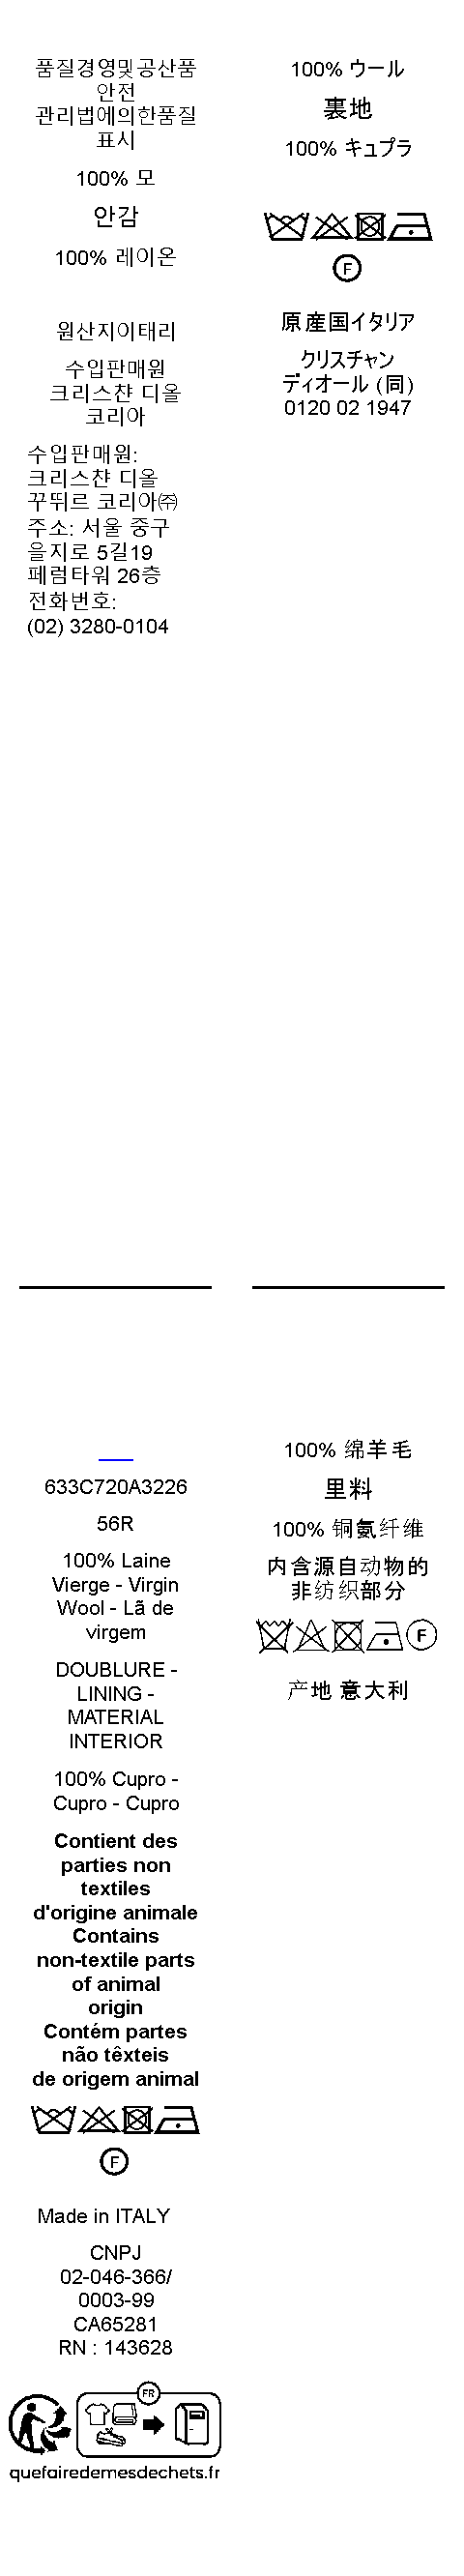 품질경영및공산품
안전
관리법에의한품질
표시
100% 모
안감
100% 레이온
원산지이태리
수입판매원
크리스챤 디올
코리아
수입판매원:
크리스챤 디올
꾸뛰르 코리아㈜
주소: 서울 중구
을지로 5길19
페럼타워 26층
전화번호:
(02) 3280-0104
100% ウール
裏地
100% キュプラ
F
原産国イタリア
クリスチャン
ディオール (同)
0120 02 1947
633C720A3226
56R
100% Laine
Vierge - Virgin
Wool - Lã de
virgem
DOUBLURE -
LINING -
MATERIAL
INTERIOR
100% Cupro -
Cupro - Cupro
Contient des
parties non
textiles
d'origine animale
Contains
non-textile parts
of animal
origin
Contém partes
não têxteis
de origem animal
F
Made in ITALY
CNPJ
02-046-366/
0003-99
CA65281
RN : 143628
FR
quefairedemesdechets.fr
100% 绵羊毛
里料
100% 铜氨纤维
内含源自动物的
非纺织部分
F
产地 意大利